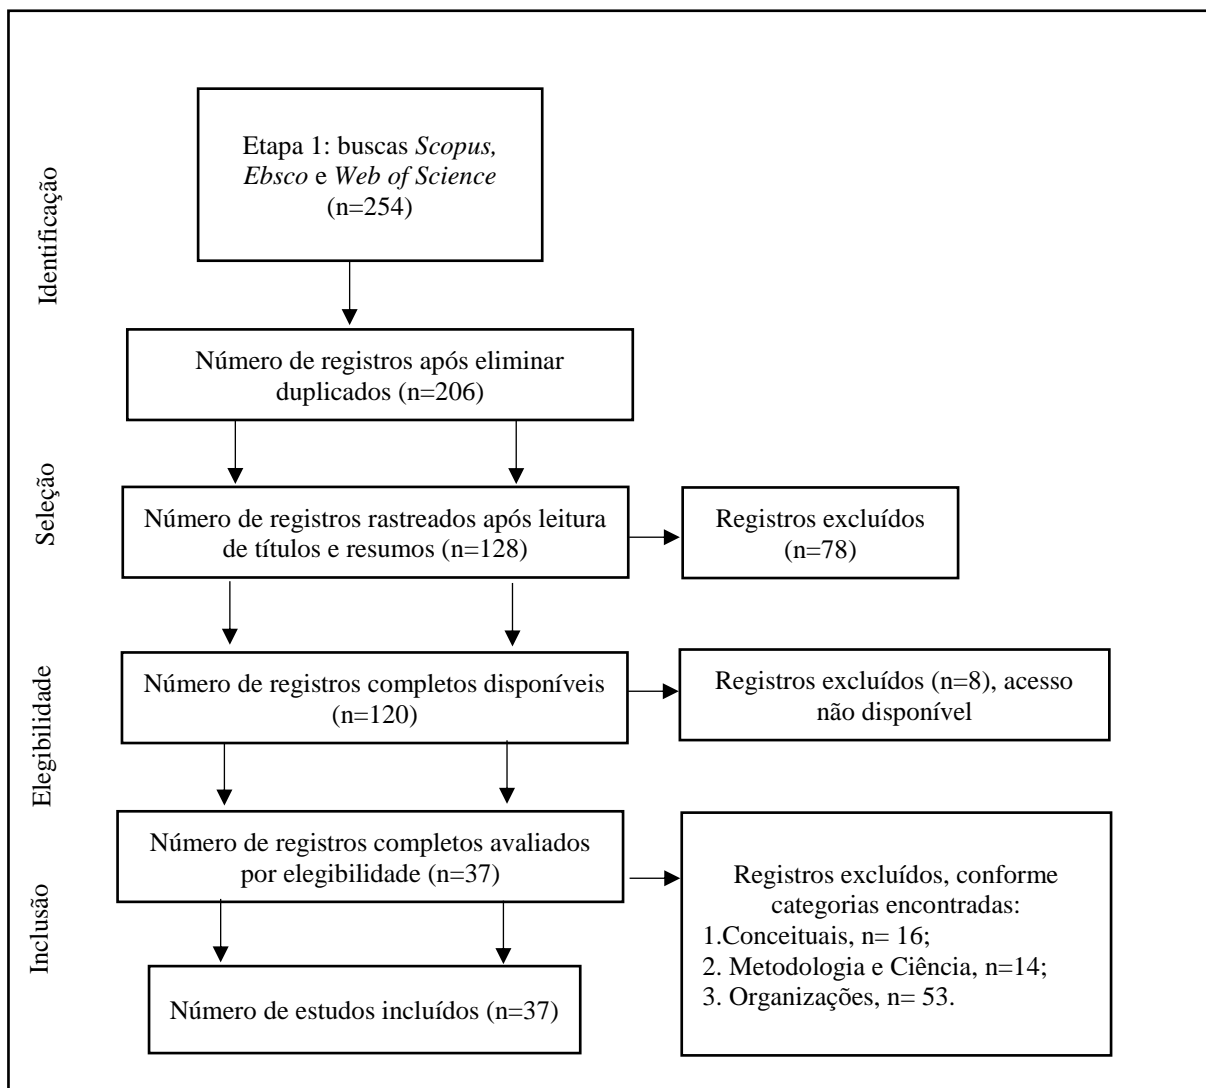 Identificação
Etapa 1: buscas Scopus,
Ebsco e Web of Science
(n=254)
Número de registros após eliminar
duplicados (n=206)
Seleção
Número de registros rastreados após leitura
de títulos e resumos (n=128)
Registros excluídos
(n=78)
Elegibilidade
Número de registros completos disponíveis
(n=120)
Registros excluídos (n=8), acesso
não disponível
Inclusão
Número de registros completos avaliados
por elegibilidade (n=37)
Registros excluídos, conforme
categorias encontradas:
1.Conceituais, n= 16;
2. Metodologia e Ciência, n=14;
3. Organizações, n= 53.
Número de estudos incluídos (n=37)